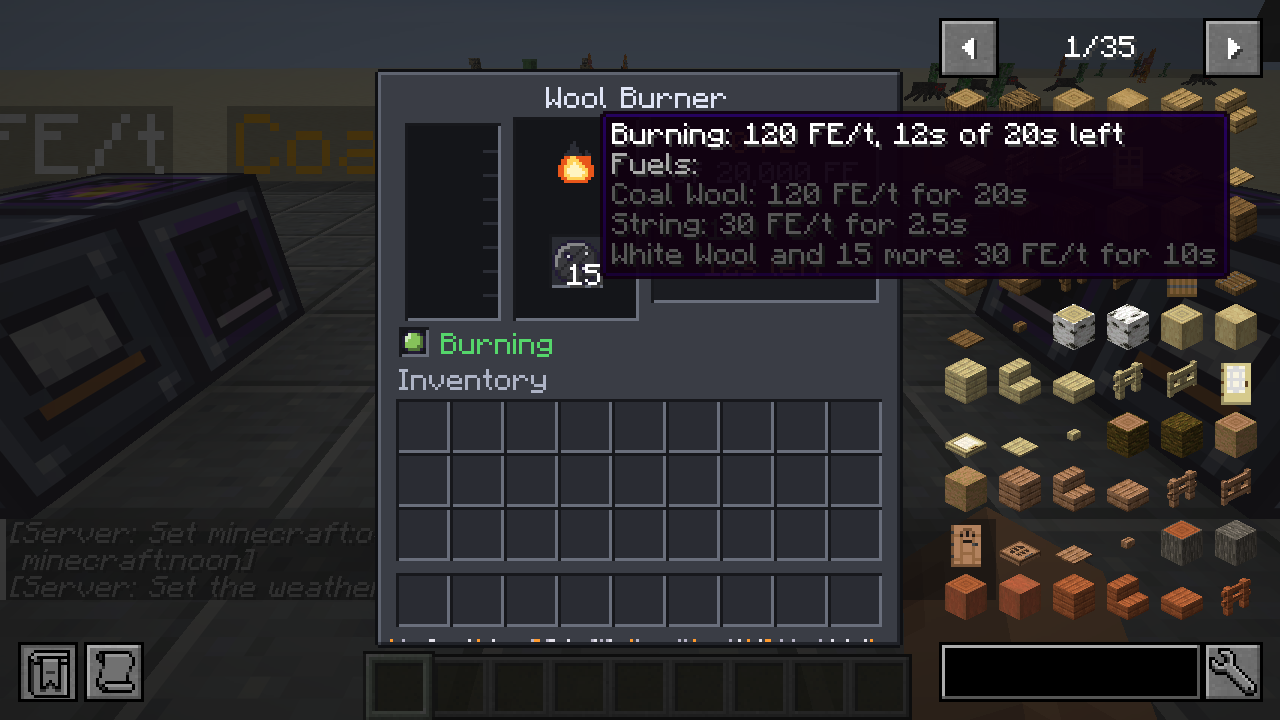 1/35
Wool Burner
FE/t
Coa
Burning: 120 FE/t, 12s of 20s left
Fuels:
Coal Wool: 120 FE/t for 20s
String: 30 FE/t for 2.5s
White Wool and 15 more: 30 FE/t for 10s
15
Burning
Inventory
[Server: Set minecraft:o
minecraft:noon]
[Server: Set the weather